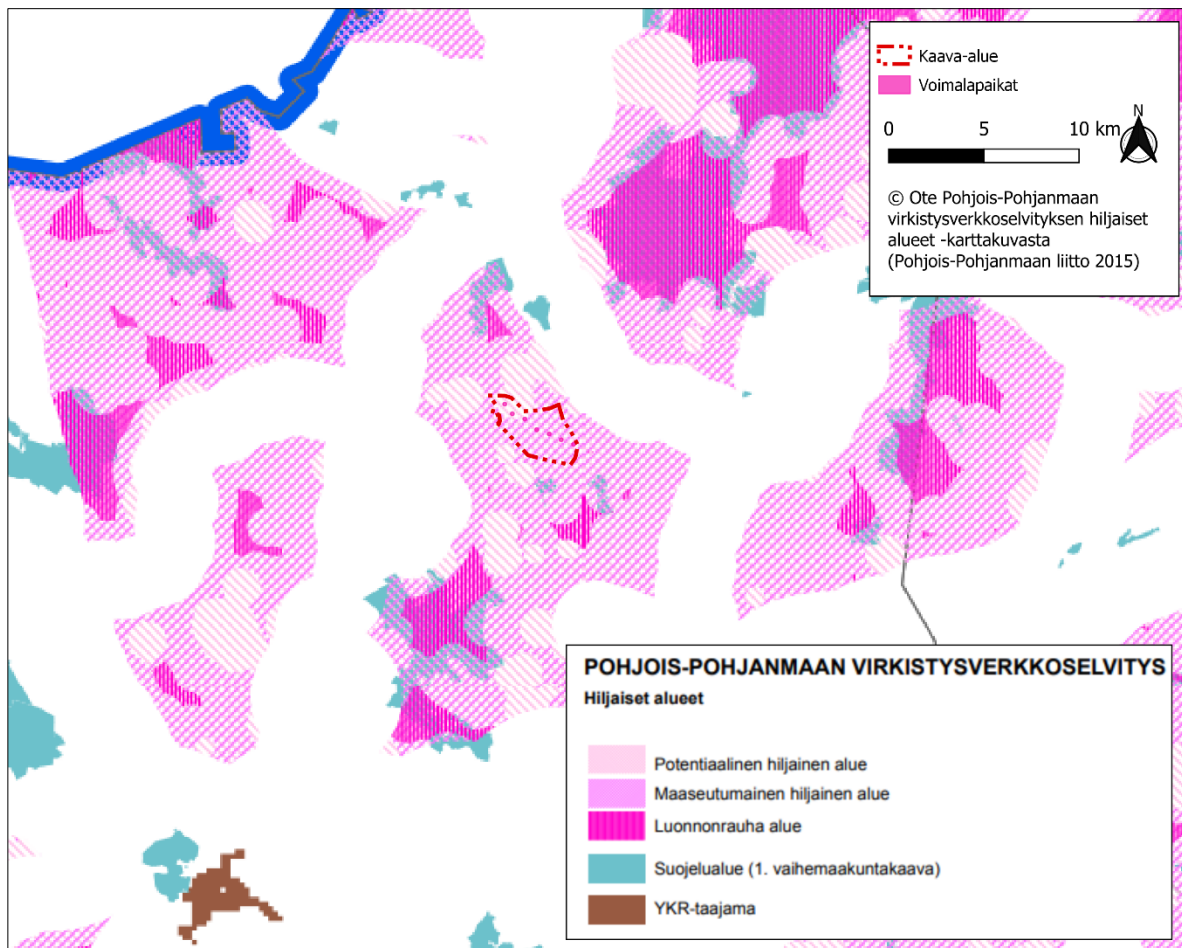 Kaava-alue
Voimalapaikat
0 5 10 km
N
© Ote Pohjois-Pohjanmaan
virkistysverkkoselvityksen hiljaiset
alueet -karttakuvasta
(Pohjois-Pohjanmaan liitto 2015)
POHJOIS-POHJANMAAN VIRKISTYSVERKKOSELVITYS
Hiljaiset alueet
Potentiaalinen hiljainen alue
Maaseutumainen hiljainen alue
Luonnonrauha alue
Suojelualue (1. vaihemaakuntakaava)
YKR-taajama